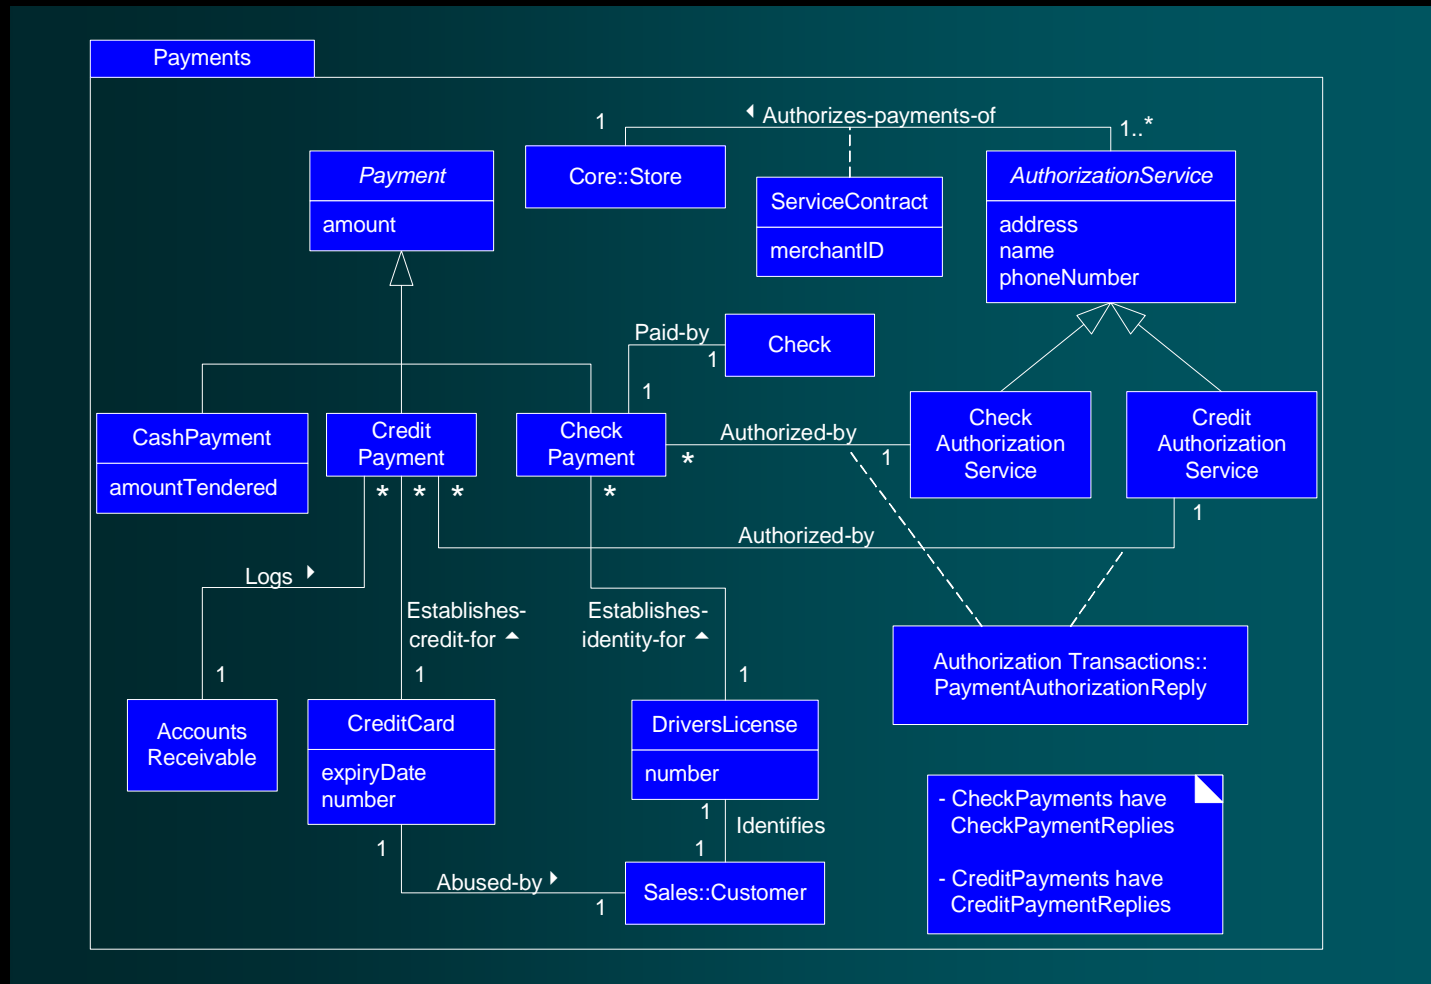 Payments
◄ Authorizes-payments-of
1
1..*
Payment
amount
Core::Store
ServiceContract
merchantID
AuthorizationService
address
name
phoneNumber
Paid-by
1
Check
1
CashPayment
amountTendered
Credit
Payment
Check
Payment
Authorized-by
*
1
Check
Authorization
Service
Credit
Authorization
Service
* * *
*
1
Authorized-by
Logs ►
Establishes-
credit-for ▲
Establishes-
identity-for ▲
1
1
1
Authorization Transactions::
PaymentAuthorizationReply
Accounts
Receivable
CreditCard
expiryDate
number
DriversLicense
number
1
Identifies
1
1
Abused-by ►
1
Sales::Customer
- CheckPayments have
CheckPaymentReplies
- CreditPayments have
CreditPaymentReplies